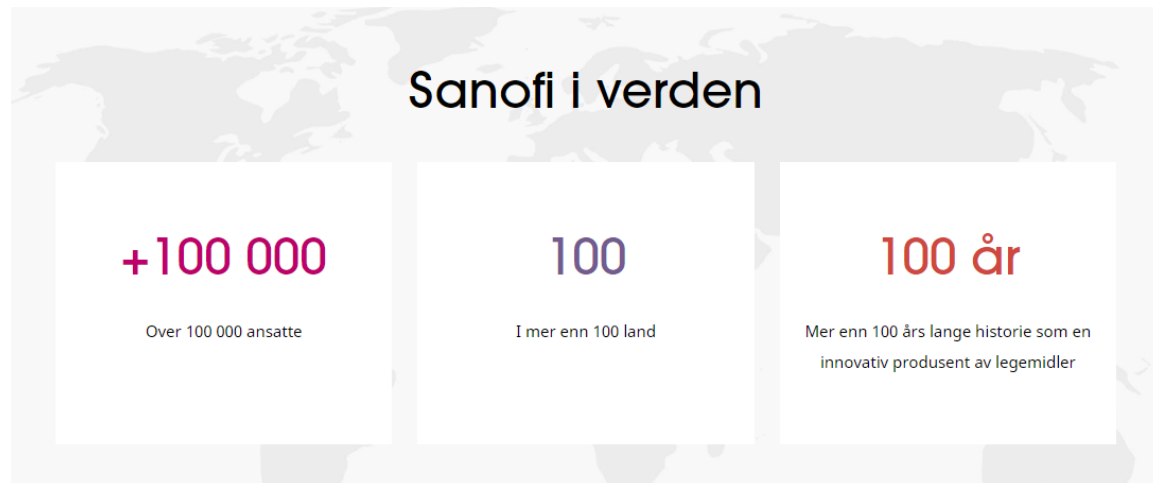 Sanofi i verden
+100 000
Over 100 000 ansatte
100
I mer enn 100 land
100 år
Mer enn 100 års lange historie som en
innovativ produsent av legemidler